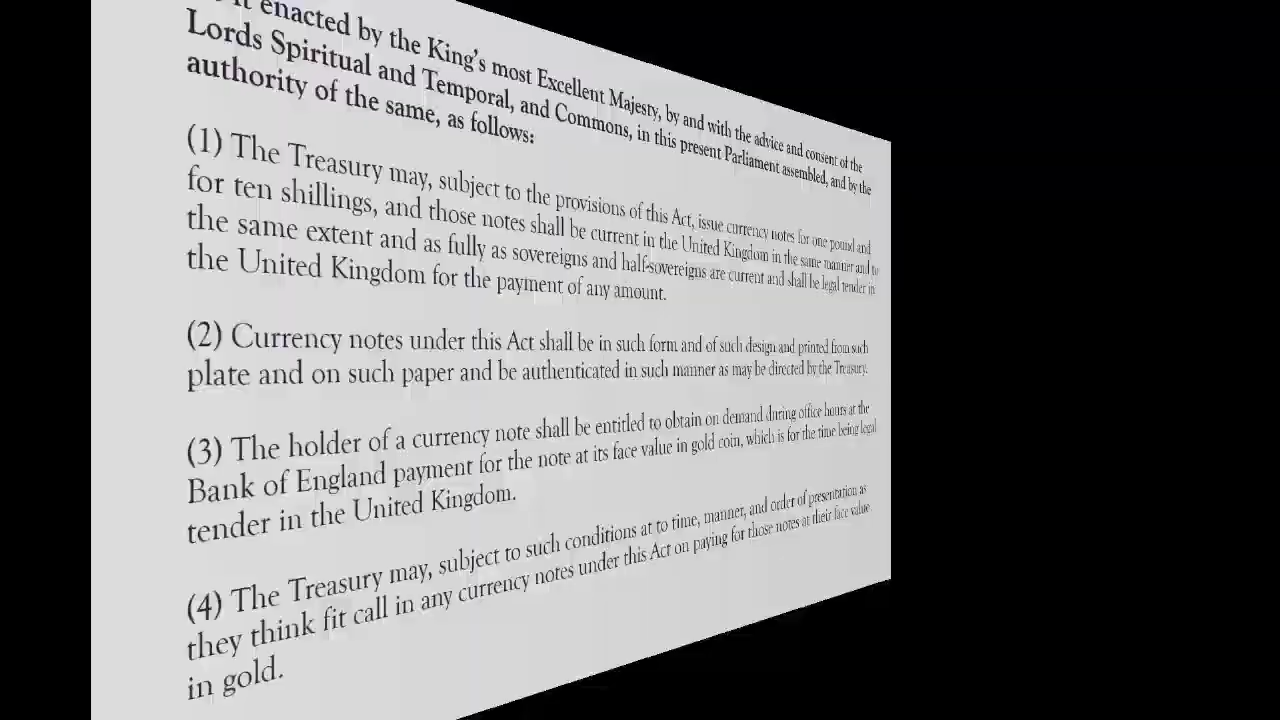 it enacted by the King's most Excellent Majesty, by and with the advice and consent of the
Lords Spiritual and Temporal, and Commons, in this present Parliament assembled, and by the
authority of the same, as follows:
(1) The Treasury may, subject to the provisions of this Act, issue currency notes for one pound and
for ten shillings, and those notes shall be current in the United Kingdom in the same manner and to
the same extent and as fully as sovereigns and half-sovereigns are current and shall be legal tender in
the United Kingdom for the payment of any amount.
(2) Currency notes under this Act shall be in such form and of such design and printed from such
plate and on such paper and be authenticated in such manner as may be directed by the Treasury.
(3) The holder of a currency note shall be entitled to obtain on demand during office hours at the
Bank of England payment for the note at its face value in gold coin, which is for the time being legal
tender in the United Kingdom.
(4) The Treasury may, subject to such conditions at to time, manner, and order of presentation as
they think fit call in any currency notes under this Act on paying for those notes at their face value
in gold.